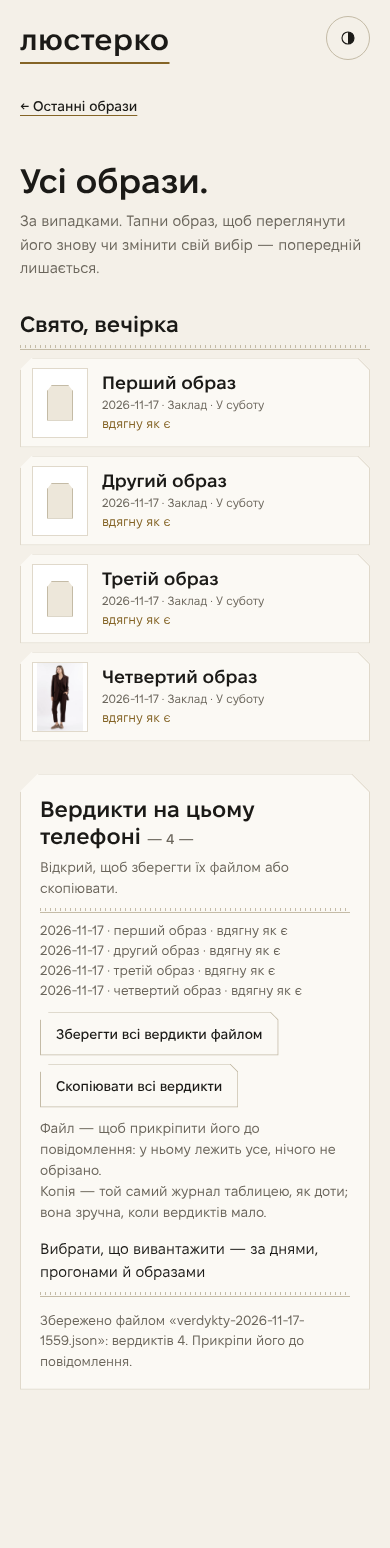 люстерко
← Останні образи
Усі образи.
За випадками. Тапни образ, щоб переглянути
його знову чи змінити свій вибір — попередній
лишається.
Свято, вечірка
Перший образ
2026-11-17 · Заклад · У суботу
вдягну як є
Другий образ
2026-11-17 · Заклад · У суботу
вдягну як є
Третій образ
2026-11-17 · Заклад · У суботу
вдягну як є
Четвертий образ
2026-11-17 · Заклад · У суботу
вдягну як є
Вердикти на цьому
телефоні — 4 —
Відкрий, щоб зберегти їх файлом або
скопіювати.
2026-11-17 · перший образ · вдягну як є
2026-11-17 · другий образ · вдягну як є
2026-11-17 · третій образ · вдягну як є
2026-11-17 · четвертий образ · вдягну як є
Зберегти всі вердикти файлом
Скопіювати всі вердикти
Файл — щоб прикріпити його до
повідомлення: у ньому лежить усе, нічого не
обрізано.
Копія — той самий журнал таблицею, як доти;
вона зручна, коли вердиктів мало.
Вибрати, що вивантажити — за днями,
прогонами й образами
Збережено файлом «verdykty-2026-11-17-
1559.json»: вердиктів 4. Прикріпи його до
повідомлення.